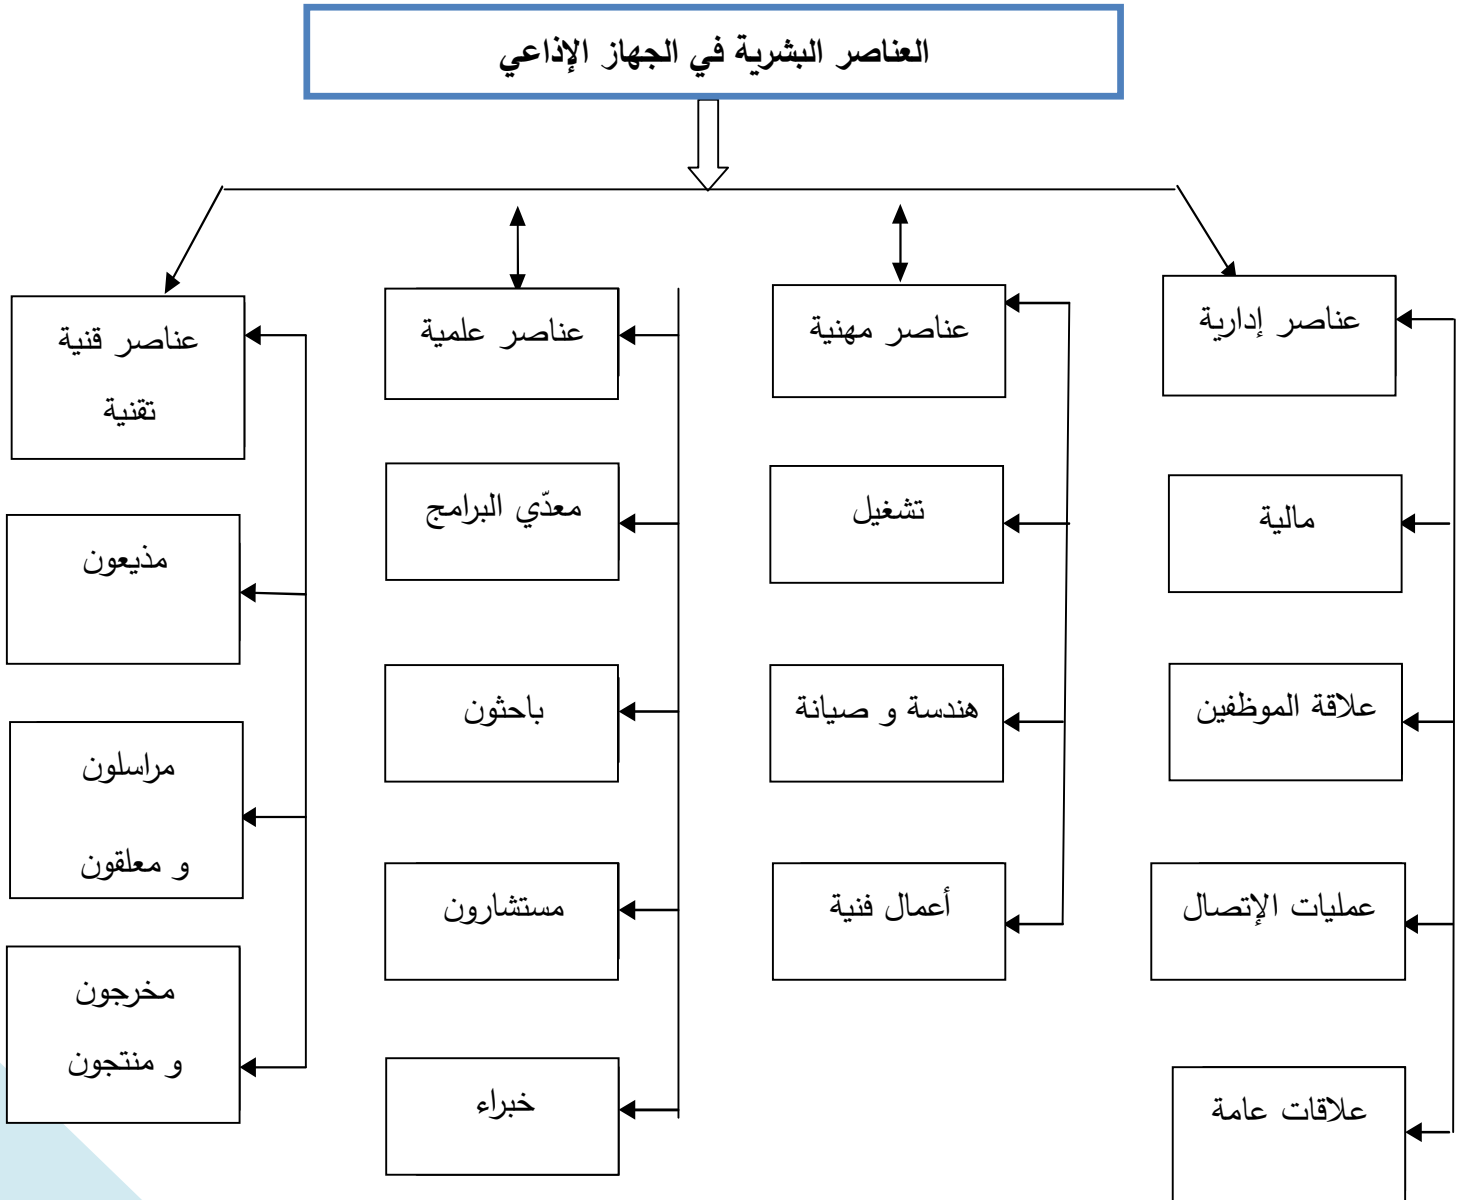 العناصر البشرية في الجهاز الإذاعي
عناصر إدارية
مالية
علاقة الموظفين
عمليات الإتصال
علاقات عامة
عناصر مهنية
تشغيل
هندسة و صيانة
أعمال فنية
عناصر علمية
معدّي البرامج
باحثون
مستشارون
خبراء
عناصر قنية
تقنية
مذيعون
مراسلون
و معلقون
مخرجون
و منتجون